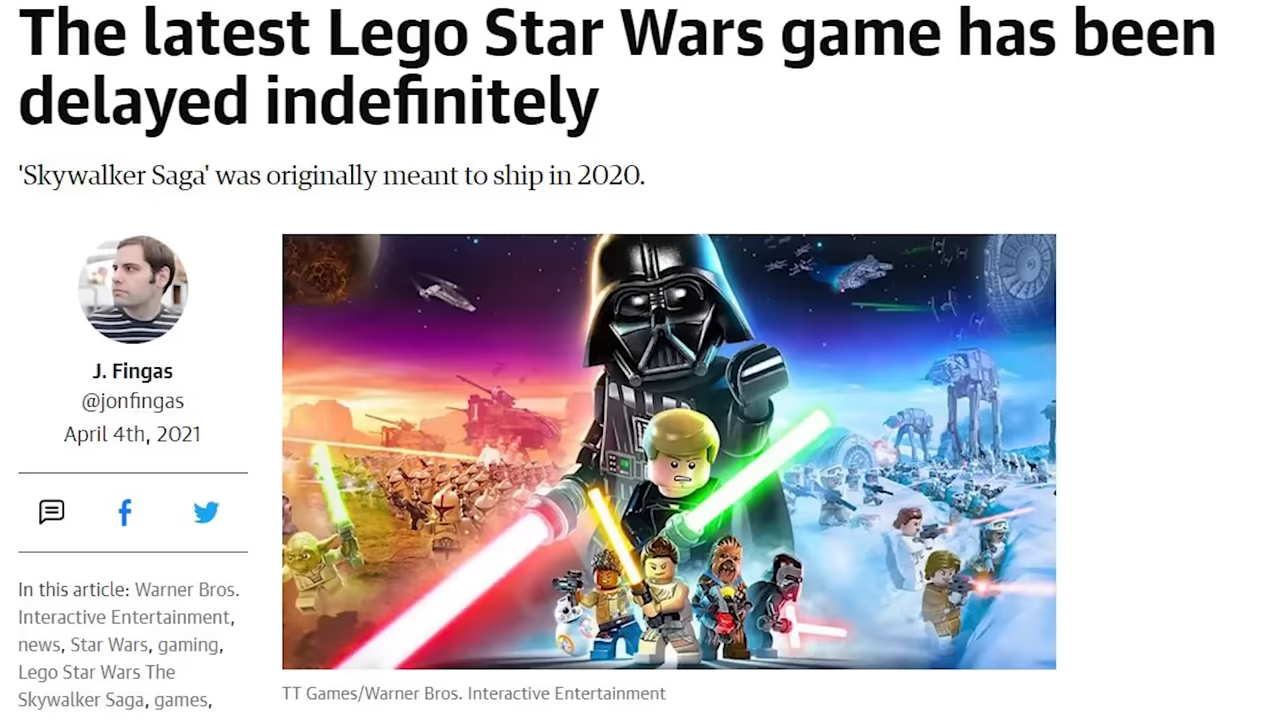 The latest Lego Star Wars game has been
delayed indefinitely
'Skywalker Saga' was originally meant to ship in 2020.
J. Fingas
@jonfingas
April 4th, 2021
In this article: Warner Bros.
Interactive Entertainment,
news, Star Wars, gaming,
Lego Star Wars The
Skywalker Saga, games,
TT Games/Warner Bros. Interactive Entertainment